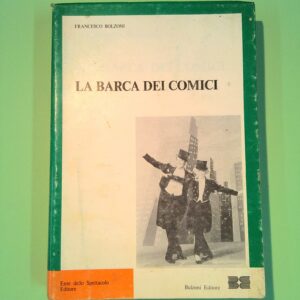 FRANCESCO BOLZONI
LA BARCA DEI COMICI
Ente dello Spettacolo
Editore
Bulzoni Editore